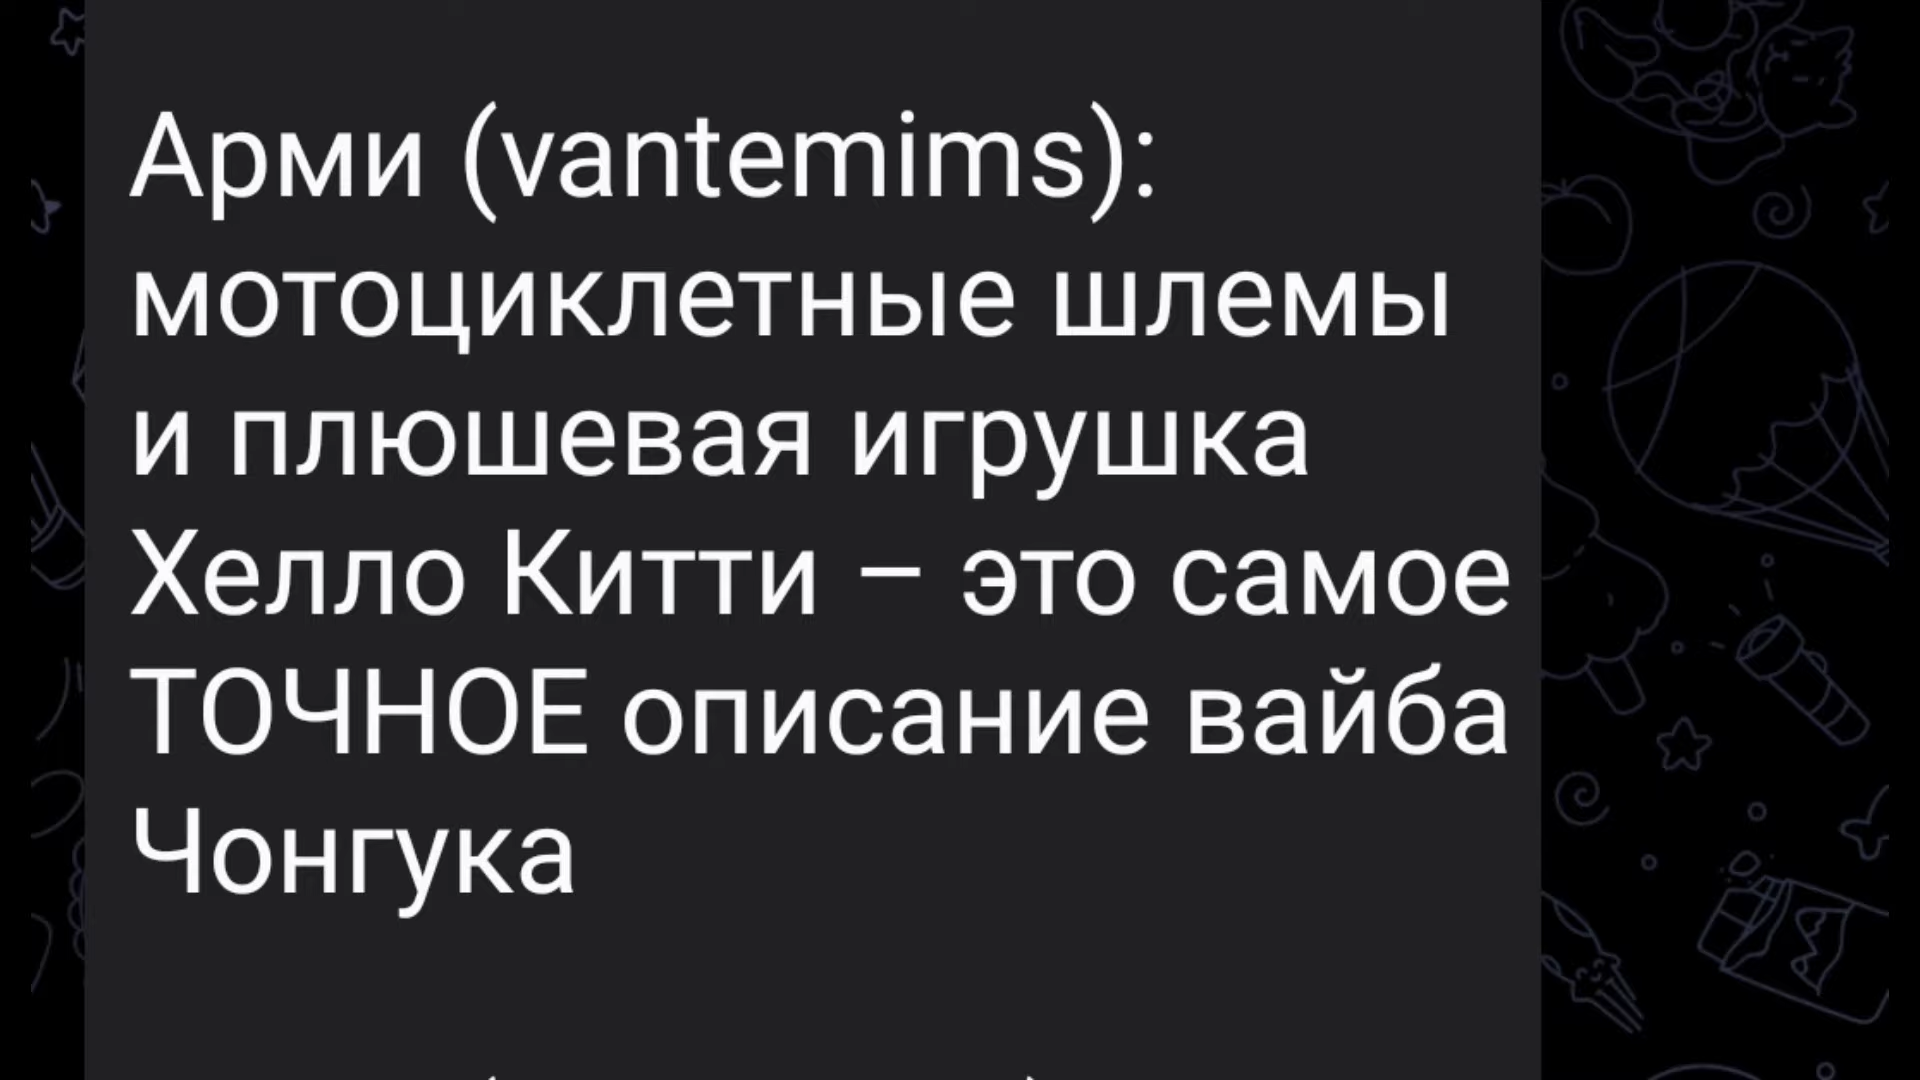 Арми (vantemims):
мотоциклетные шлемы
и плюшевая игрушка
Хелло Китти – это самое
ТОЧНОЕ описание вайба
Чонгука